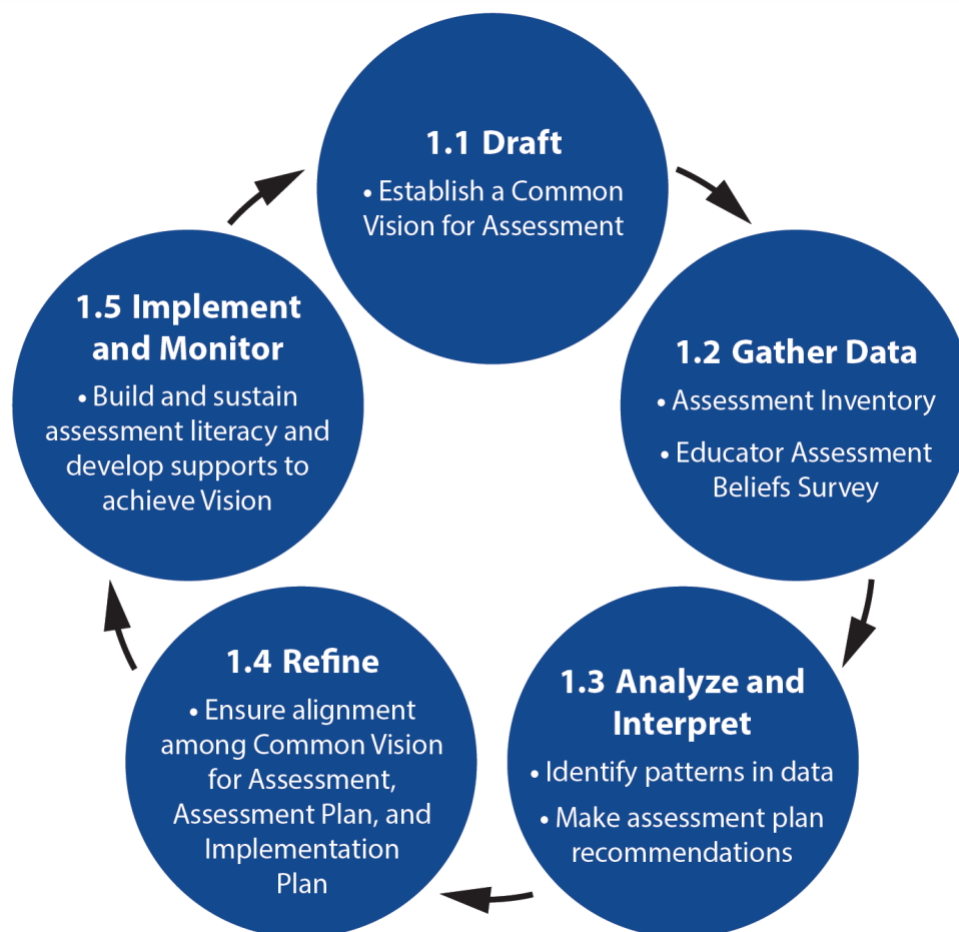 1.1 Draft
• Establish a Common
Vision for Assessment
1.2 Gather Data
• Assessment Inventory
• Educator Assessment
Beliefs Survey
1.3 Analyze and
Interpret
• Identify patterns in data
• Make assessment plan
recommendations
1.4 Refine
• Ensure alignment
among Common Vision
for Assessment,
Assessment Plan, and
Implementation
Plan
1.5 Implement
and Monitor
• Build and sustain
assessment literacy and
develop supports to
achieve Vision